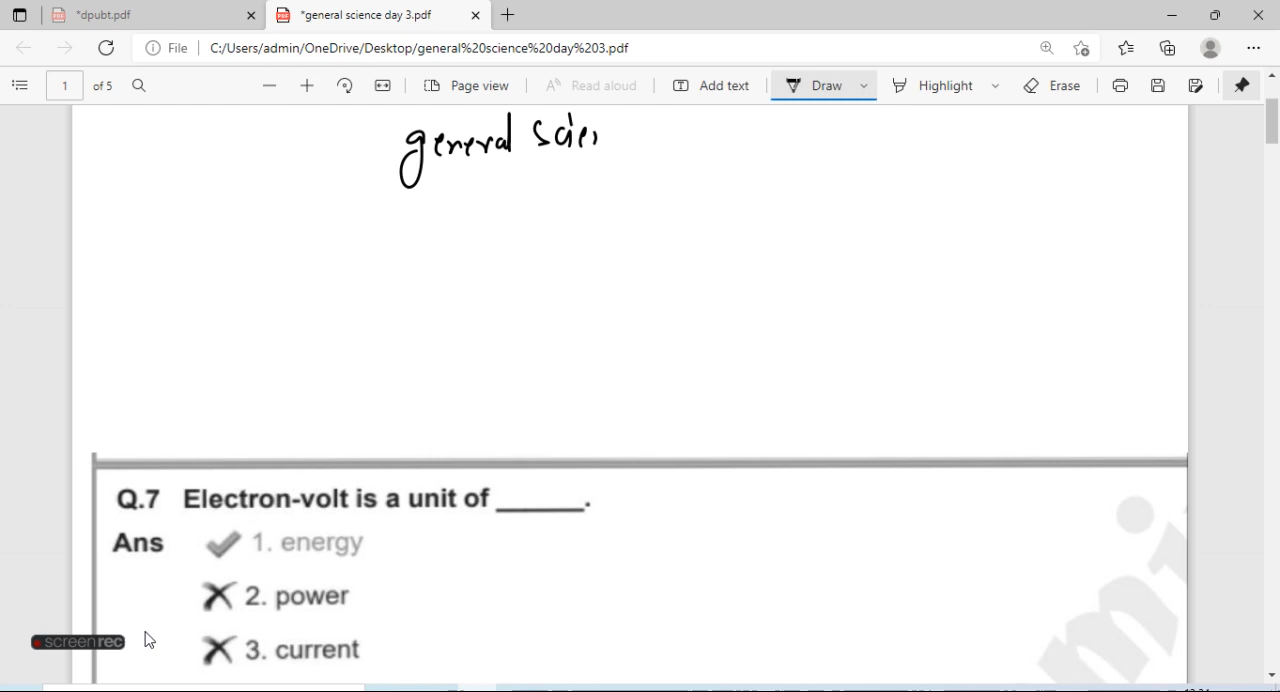 *dpubt.pdf
*general science day 3.pdf
File C:/Users/admin/OneDrive/Desktop/general%20science%20day%203.pdf
1 of 5 Page view Read aloud Add text Draw Highlight Erase
general scien
Q.7 Electron-volt is a unit of ______.
Ans 1. energy
2. power
3. current
screenrec